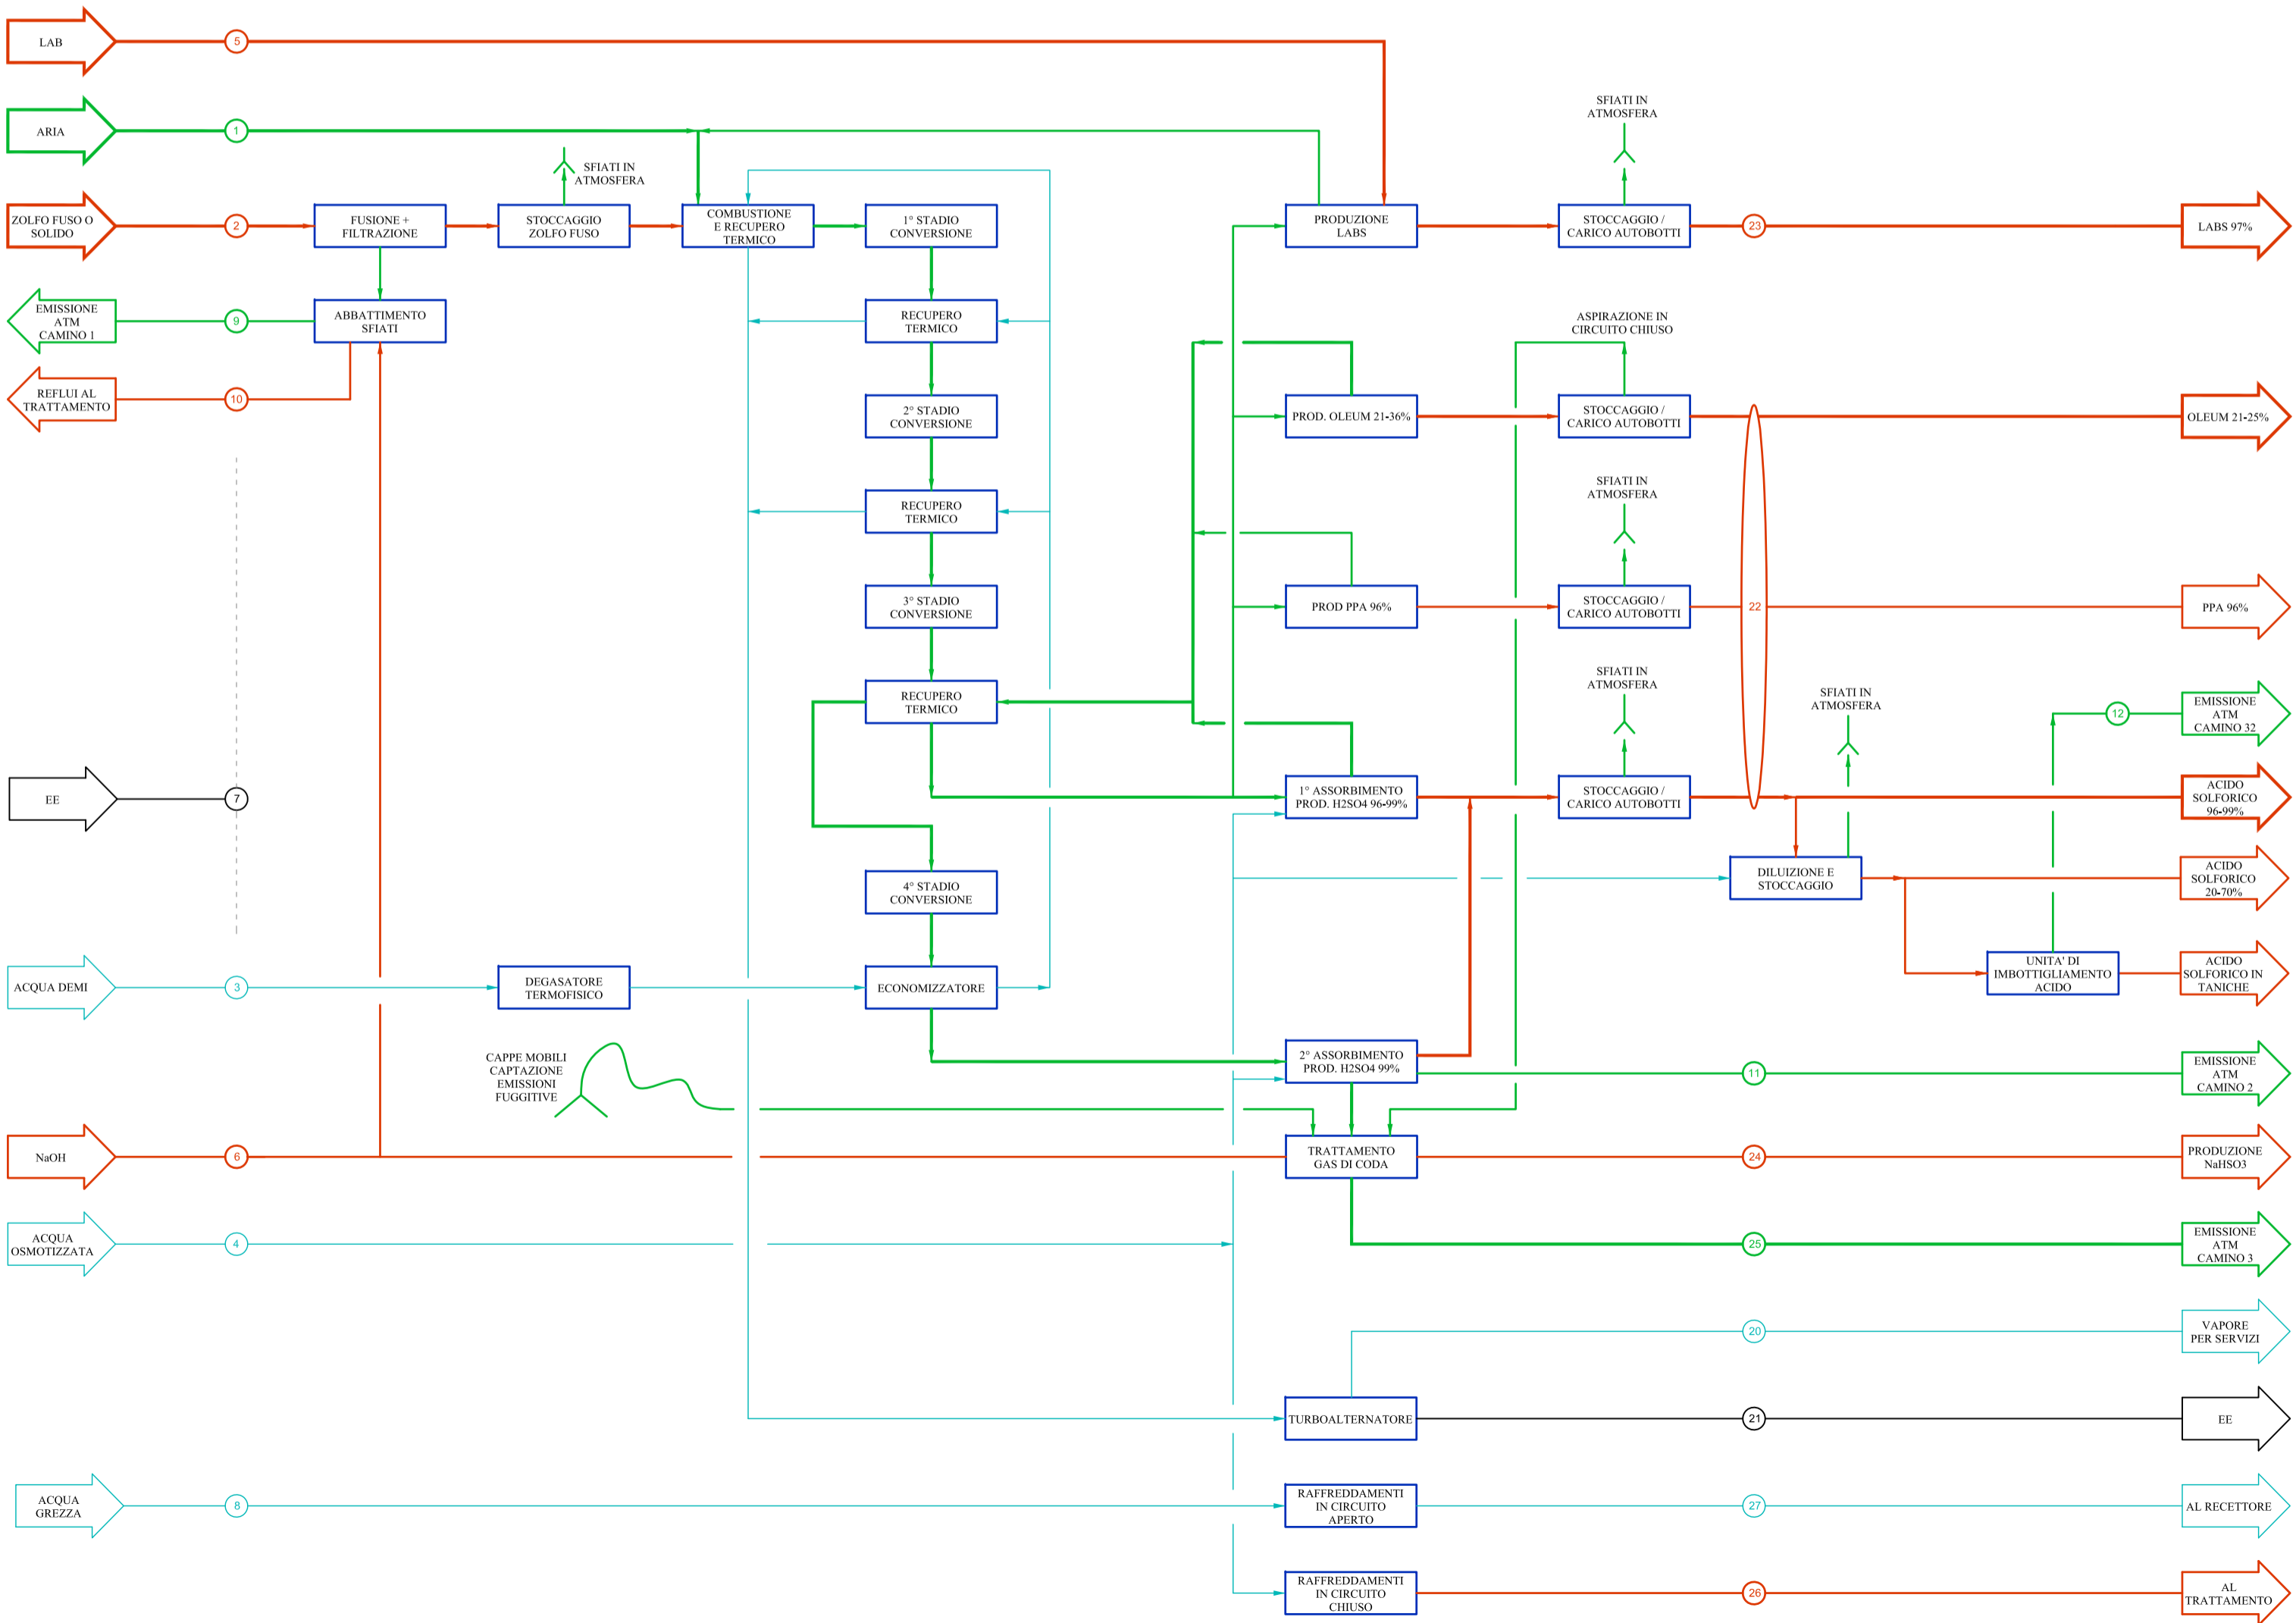 LAB
5
ARIA
1
SFIATI IN
ATMOSFERA
SFIATI IN
ATMOSFERA
ZOLFO FUSO O
SOLIDO
2
FUSIONE +
FILTRAZIONE
STOCCAGGIO
ZOLFO FUSO
COMBUSTIONE
E RECUPERO
TERMICO
1° STADIO
CONVERSIONE
PRODUZIONE
LABS
STOCCAGGIO /
CARICO AUTOBOTTI
23
LABS 97%
EMISSIONE
ATM
CAMINO 1
9
ABBATTIMENTO
SFIATI
RECUPERO
TERMICO
ASPIRAZIONE IN
CIRCUITO CHIUSO
REFLUI AL
TRATTAMENTO
10
2° STADIO
CONVERSIONE
PROD. OLEUM 21-36%
STOCCAGGIO /
CARICO AUTOBOTTI
OLEUM 21-25%
RECUPERO
TERMICO
SFIATI IN
ATMOSFERA
3° STADIO
CONVERSIONE
PROD PPA 96%
STOCCAGGIO /
CARICO AUTOBOTTI
22
PPA 96%
RECUPERO
TERMICO
SFIATI IN
ATMOSFERA
SFIATI IN
ATMOSFERA
12
EMISSIONE
ATM
CAMINO 32
EE
7
1° ASSORBIMENTO
PROD. H2SO4 96-99%
STOCCAGGIO /
CARICO AUTOBOTTI
ACIDO
SOLFORICO
96-99%
4° STADIO
CONVERSIONE
DILUIZIONE E
STOCCAGGIO
ACIDO
SOLFORICO
20-70%
ACQUA DEMI
3
DEGASATORE
TERMOFISICO
ECONOMIZZATORE
UNITA' DI
IMBOTTIGLIAMENTO
ACIDO
ACIDO
SOLFORICO IN
TANICHE
CAPPE MOBILI
CAPTAZIONE
EMISSIONI
FUGGITIVE
2° ASSORBIMENTO
PROD. H2SO4 99%
11
EMISSIONE
ATM
CAMINO 2
NaOH
6
TRATTAMENTO
GAS DI CODA
24
PRODUZIONE
NaHSO3
ACQUA
OSMOTIZZATA
4
25
EMISSIONE
ATM
CAMINO 3
20
VAPORE
PER SERVIZI
TURBOALTERNATORE
21
EE
ACQUA
GREZZA
8
RAFFREDDAMENTI
IN CIRCUITO
APERTO
27
AL RECETTORE
RAFFREDDAMENTI
IN CIRCUITO
CHIUSO
26
AL
TRATTAMENTO